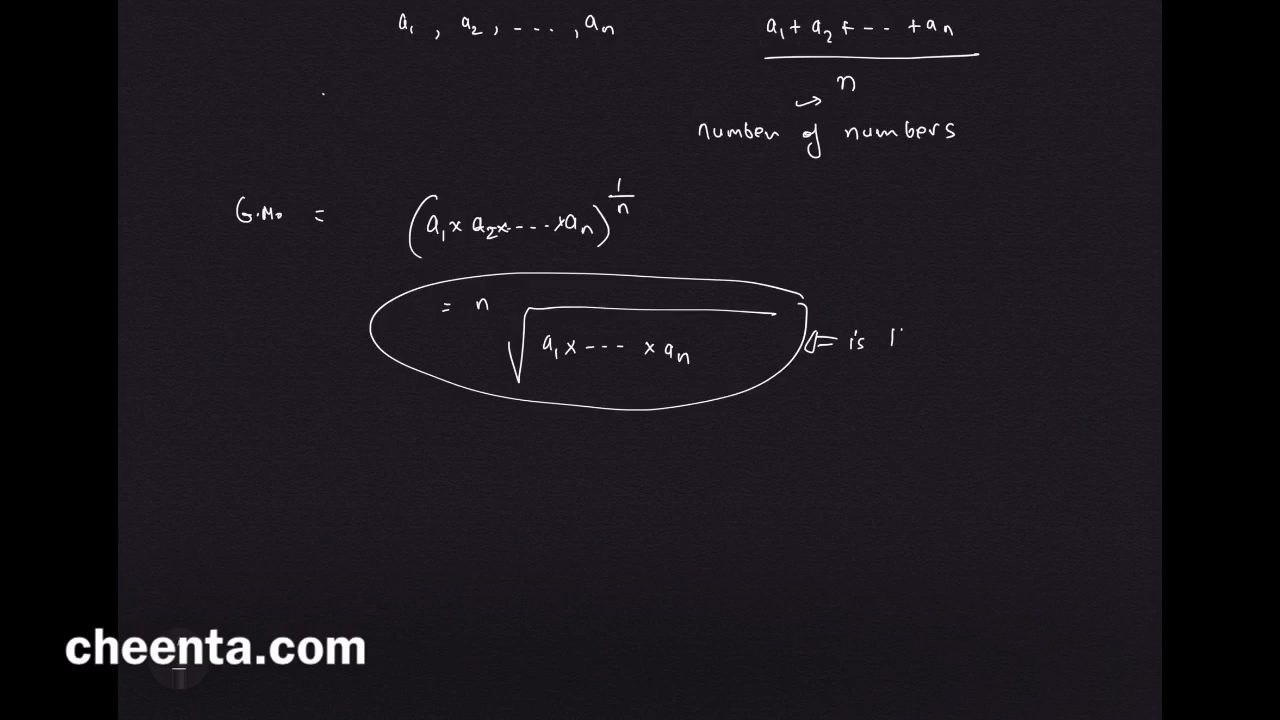 a₁, a₂, ---, aₙ
a₁ + a₂ + -- +aₙ / n
number of numbers
G.M. = (a₁ x a₂ x --- x aₙ)^(1/n)
= n√(a₁ x --- x aₙ) ⇐ is
cheenta.com